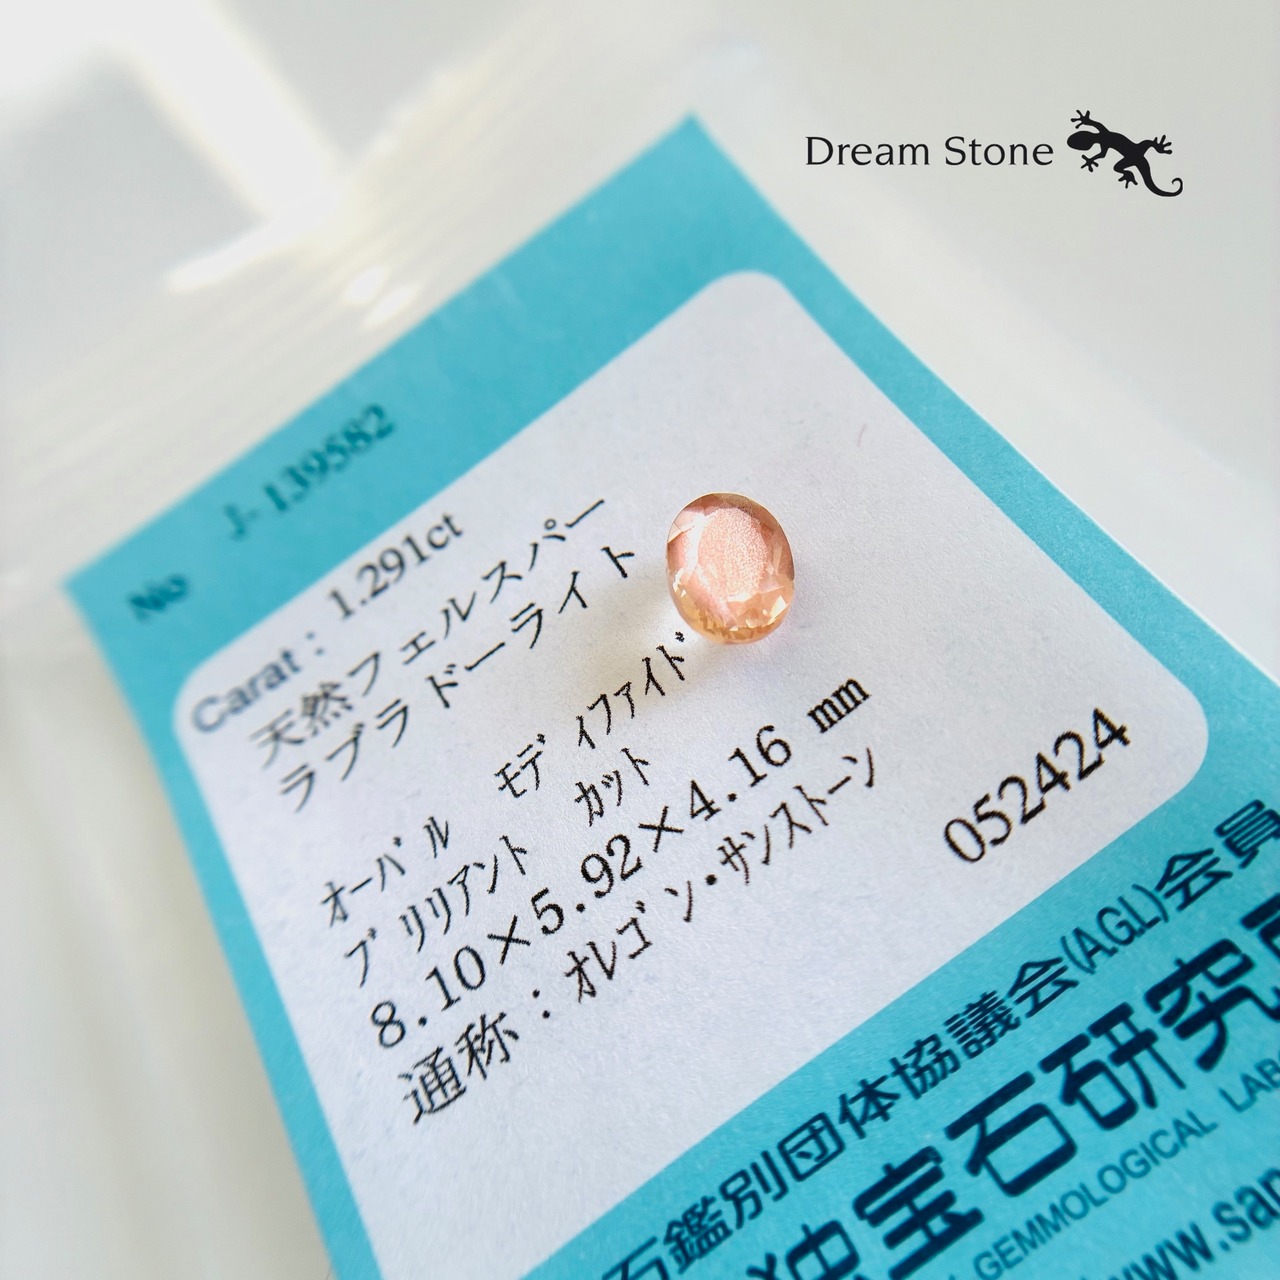 Dream Stone
No J-139582
Carat : 1.291ct
天然フェルスパー
ラブラドーライト
オーバル モディファイド
ブリリアント カット
8.10×5.92×4.16 mm
通称：オレゴン・サンストーン
052424
石鑑別団体協議会(A.G.L)会員
宝石研究
GEMMOLOGICAL LAB
www.san